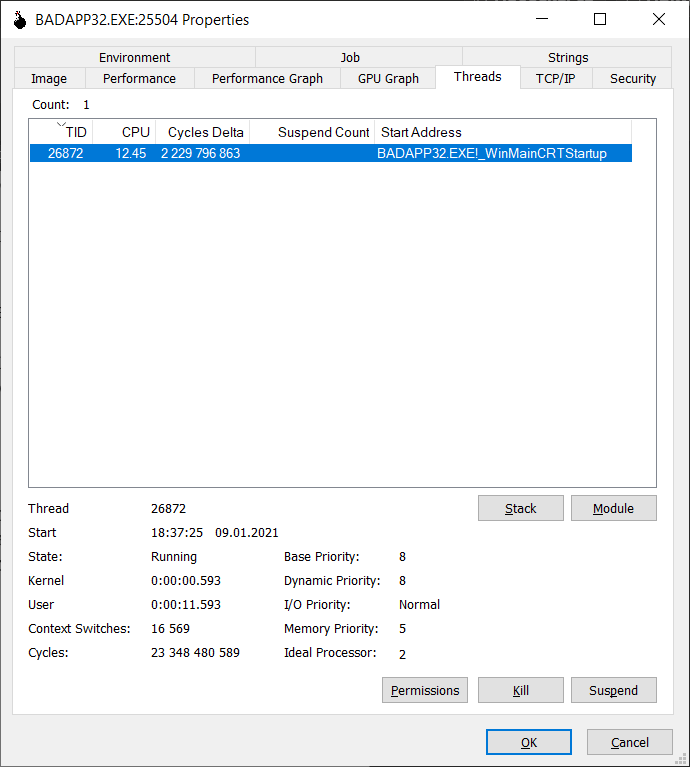 BADAPP32.EXE:25504 Properties
Environment Job Strings
Image Performance Performance Graph GPU Graph Threads TCP/IP Security
Count: 1
TID CPU Cycles Delta Suspend Count Start Address
26872 12.45 2 229 796 863 BADAPP32.EXE!_WinMainCRTStartup
Thread 26872 Stack Module
Start 18:37:25 09.01.2021
State: Running Base Priority: 8
Kernel 0:00:00.593 Dynamic Priority: 8
User 0:00:11.593 I/O Priority: Normal
Context Switches: 16 569 Memory Priority: 5
Cycles: 23 348 480 589 Ideal Processor: 2
Permissions Kill Suspend
OK Cancel